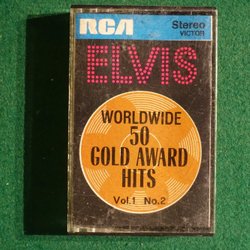 RCA Stereo
VICTOR
ELVIS
WORLDWIDE
50
GOLD AWARD
HITS
Vol.1 No.2